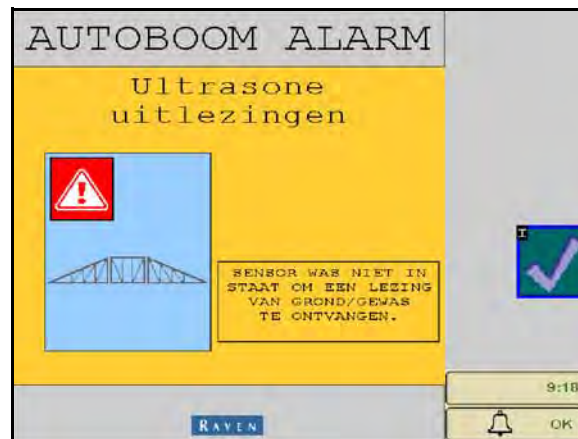 AUTOBOOM ALARM
Ultrasone
uitlezingen
SENSOR WAS NIET IN
STAAT OM EEN LEZING
VAN GROND/GEWAS
TE ONTVANGEN.
I
9:18
RAVEN
OK